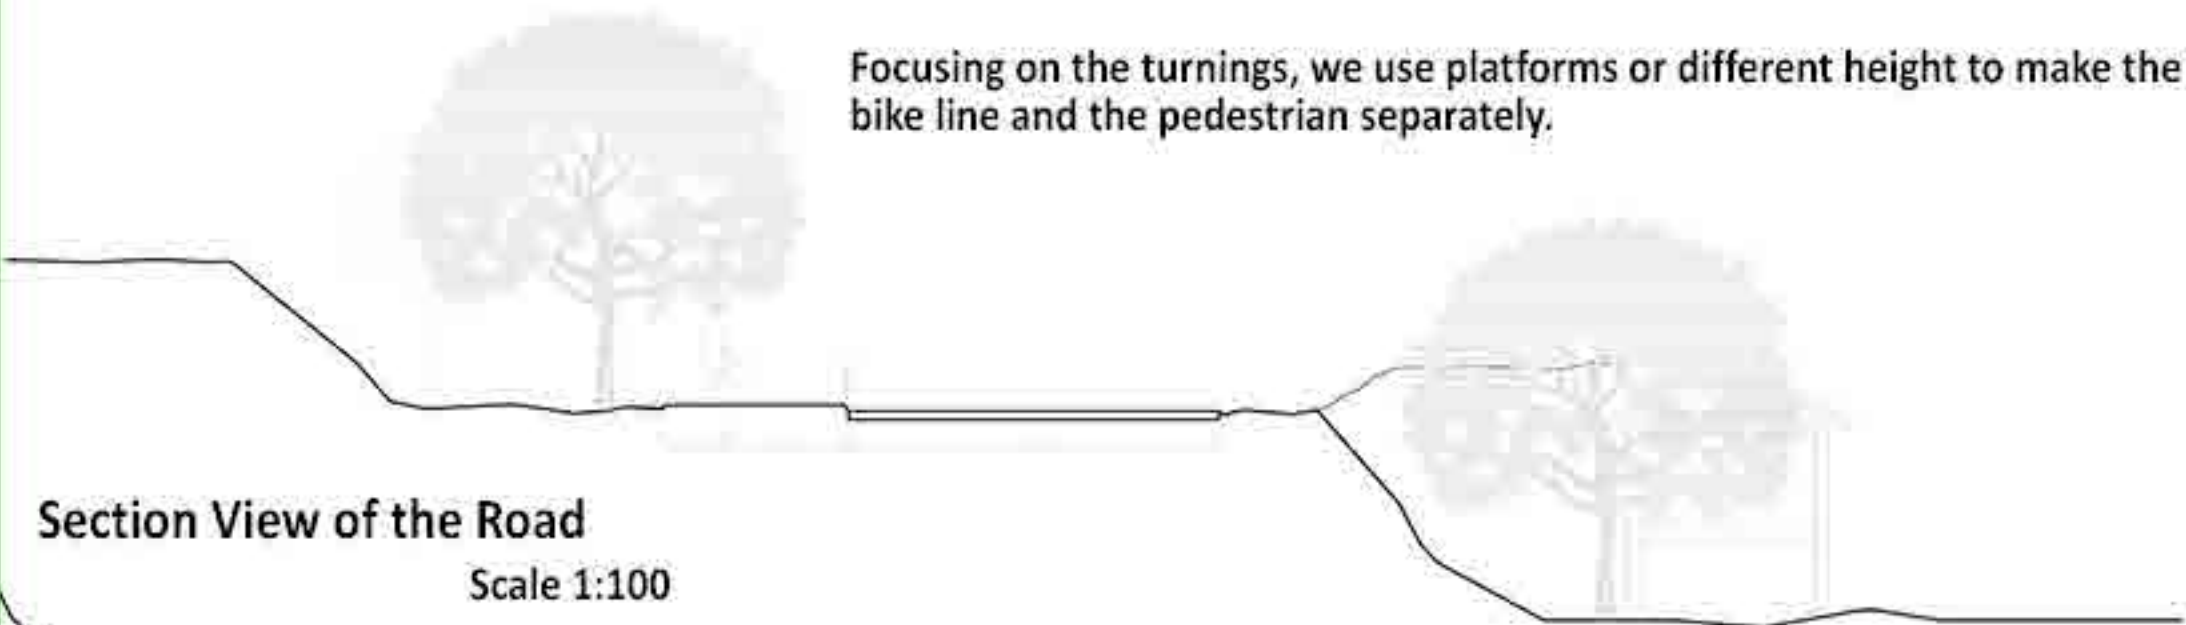 Focusing on the turnings, we use platforms or different height to make the
bike line and the pedestrian separately.
Section View of the Road
Scale 1:100